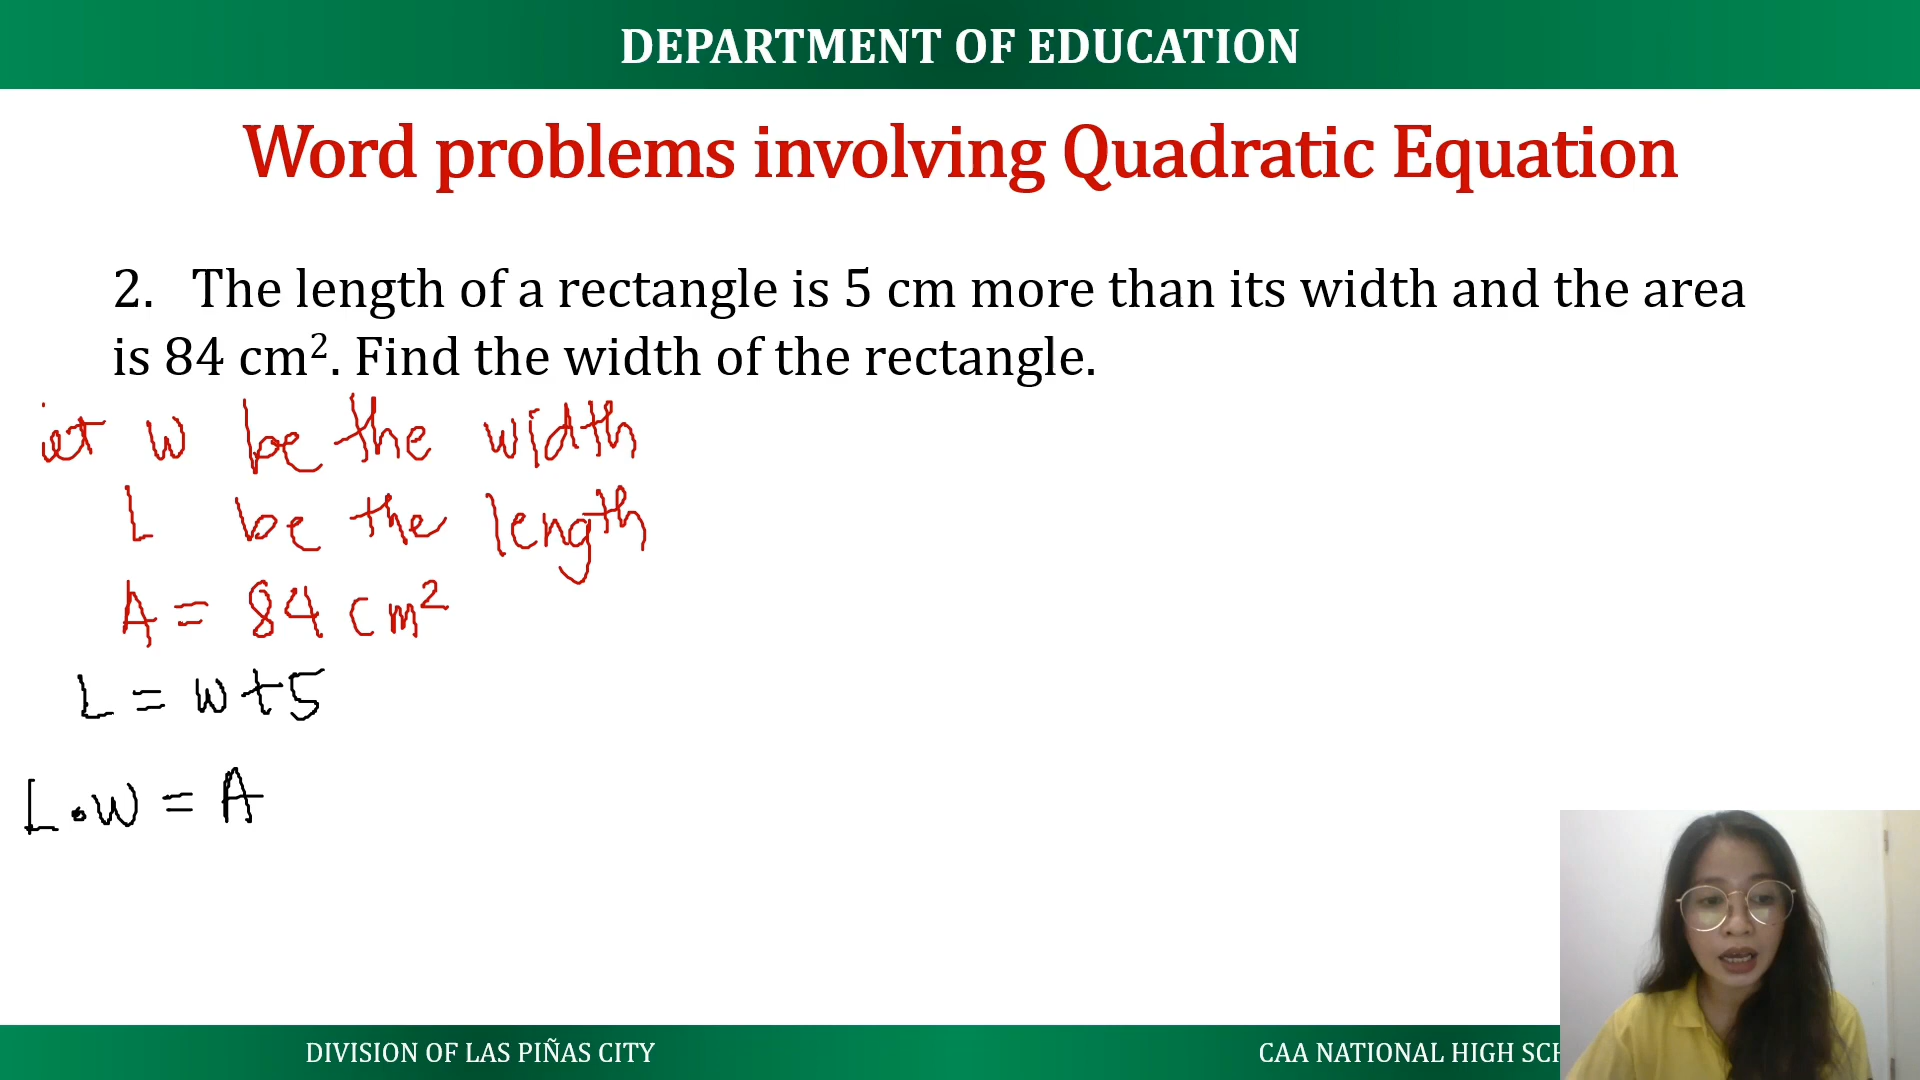 DEPARTMENT OF EDUCATION
Word problems involving Quadratic Equation
2. The length of a rectangle is 5 cm more than its width and the area
is 84 cm². Find the width of the rectangle.
let w be the width
L be the length
A = 84 cm²
L = w+5
L•w = A
DIVISION OF LAS PIÑAS CITY
CAA NATIONAL HIGH SCH